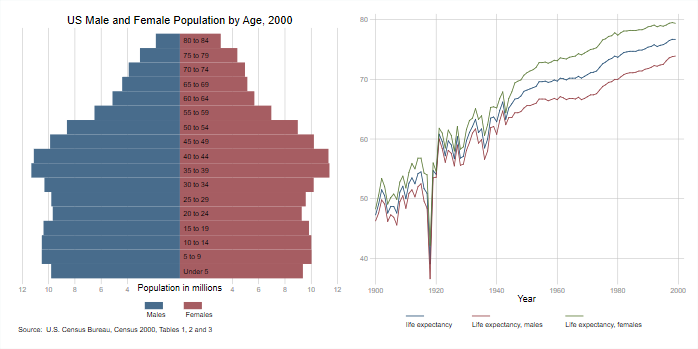 US Male and Female Population by Age, 2000
80 to 84
75 to 79
70 to 74
65 to 69
60 to 64
55 to 59
50 to 54
45 to 49
40 to 44
35 to 39
30 to 34
25 to 29
20 to 24
15 to 19
10 to 14
5 to 9
Under 5
12 10 8 6 4 4 6 8 10 12
Population in millions
Males Females
Source: U.S. Census Bureau, Census 2000, Tables 1, 2 and 3
80
70
60
50
40
1900 1920 1940 1960 1980 2000
Year
life expectancy Life expectancy, males Life expectancy, females